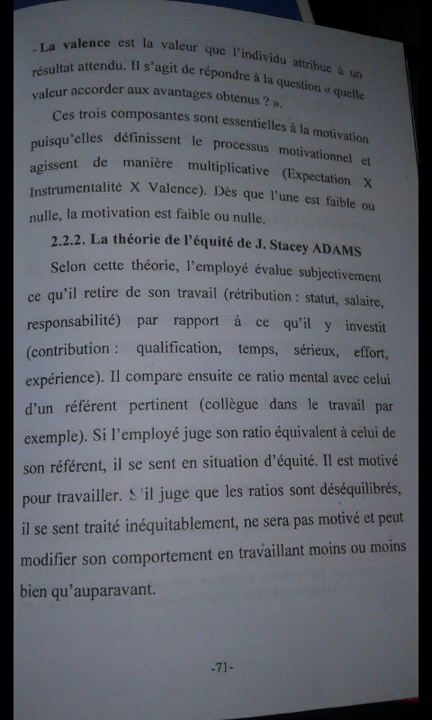 - La valence est la valeur que l'individu attribue à un
résultat attendu. Il s'agit de répondre à la question « quelle
valeur accorder aux avantages obtenus ? ».
Ces trois composantes sont essentielles à la motivation
puisqu'elles définissent le processus motivationnel et
agissent de manière multiplicative (Expectation X
Instrumentalité X Valence). Dès que l'une est faible ou
nulle, la motivation est faible ou nulle.
2.2.2. La théorie de l'équité de J. Stacey ADAMS
Selon cette théorie, l'employé évalue subjectivement
ce qu'il retire de son travail (rétribution : statut, salaire,
responsabilité) par rapport à ce qu'il y investit
(contribution : qualification, temps, sérieux, effort,
expérience). Il compare ensuite ce ratio mental avec celui
d'un référent pertinent (collègue dans le travail par
exemple). Si l'employé juge son ratio équivalent à celui de
son référent, il se sent en situation d'équité. Il est motivé
pour travailler. S'il juge que les ratios sont déséquilibrés,
il se sent traité inéquitablement, ne sera pas motivé et peut
modifier son comportement en travaillant moins ou moins
bien qu'auparavant.
-71-